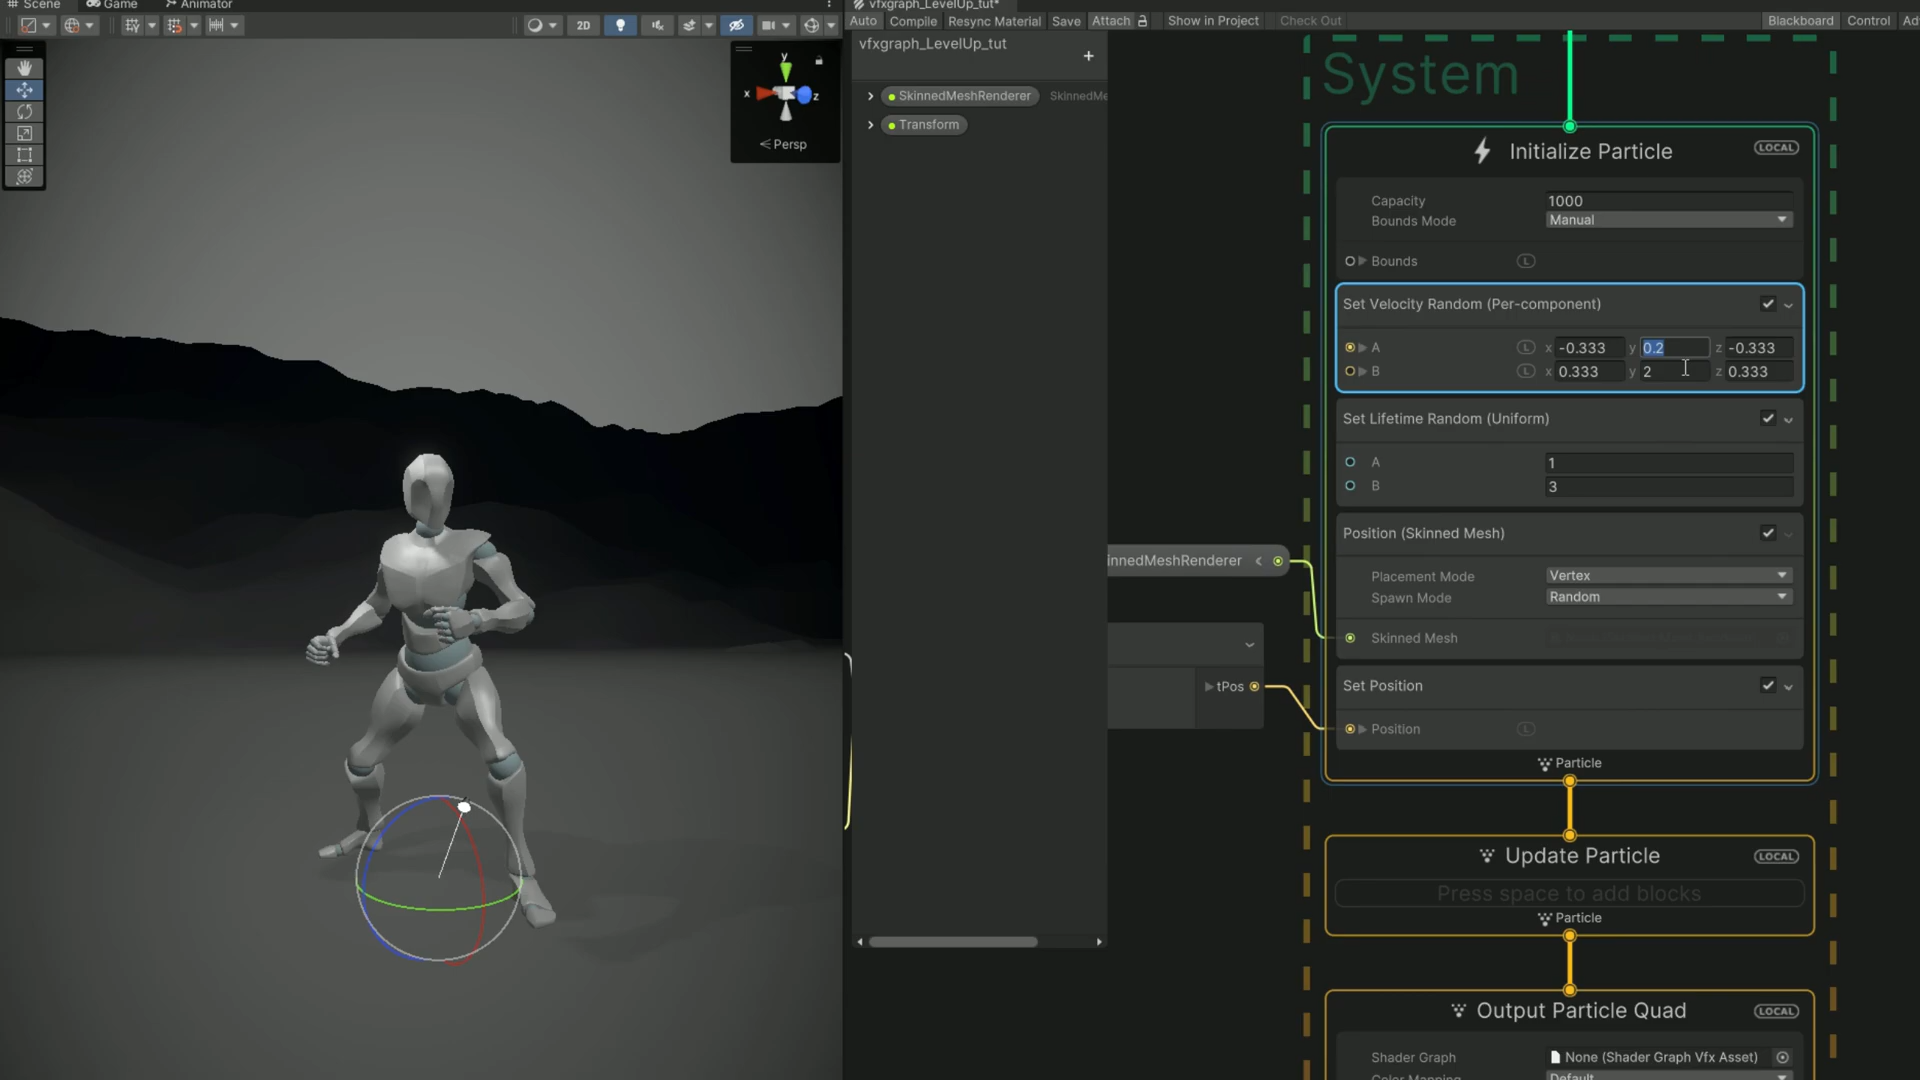 Scene
Game
Animator
2D
y
x
z
< Persp
vfxgraph_LevelUp_tut*
Auto
Compile
Resync Material
Save
Attach
Show in Project
Check Out
Blackboard
Control
vfxgraph_LevelUp_tut
+
SkinnedMeshRenderer
SkinnedMe
Transform
System
Initialize Particle
LOCAL
Capacity
1000
Bounds Mode
Manual
Bounds
L
Set Velocity Random (Per-component)
A
L x -0.333 y 0.2 z -0.333
B
L x 0.333 y 2 z 0.333
Set Lifetime Random (Uniform)
A
1
B
3
Position (Skinned Mesh)
innedMeshRenderer
Placement Mode
Vertex
Spawn Mode
Random
Skinned Mesh
Set Position
tPos
Position
L
Particle
Update Particle
LOCAL
Press space to add blocks
Particle
Output Particle Quad
LOCAL
Shader Graph
None (Shader Graph Vfx Asset)
Color Mapping
Default